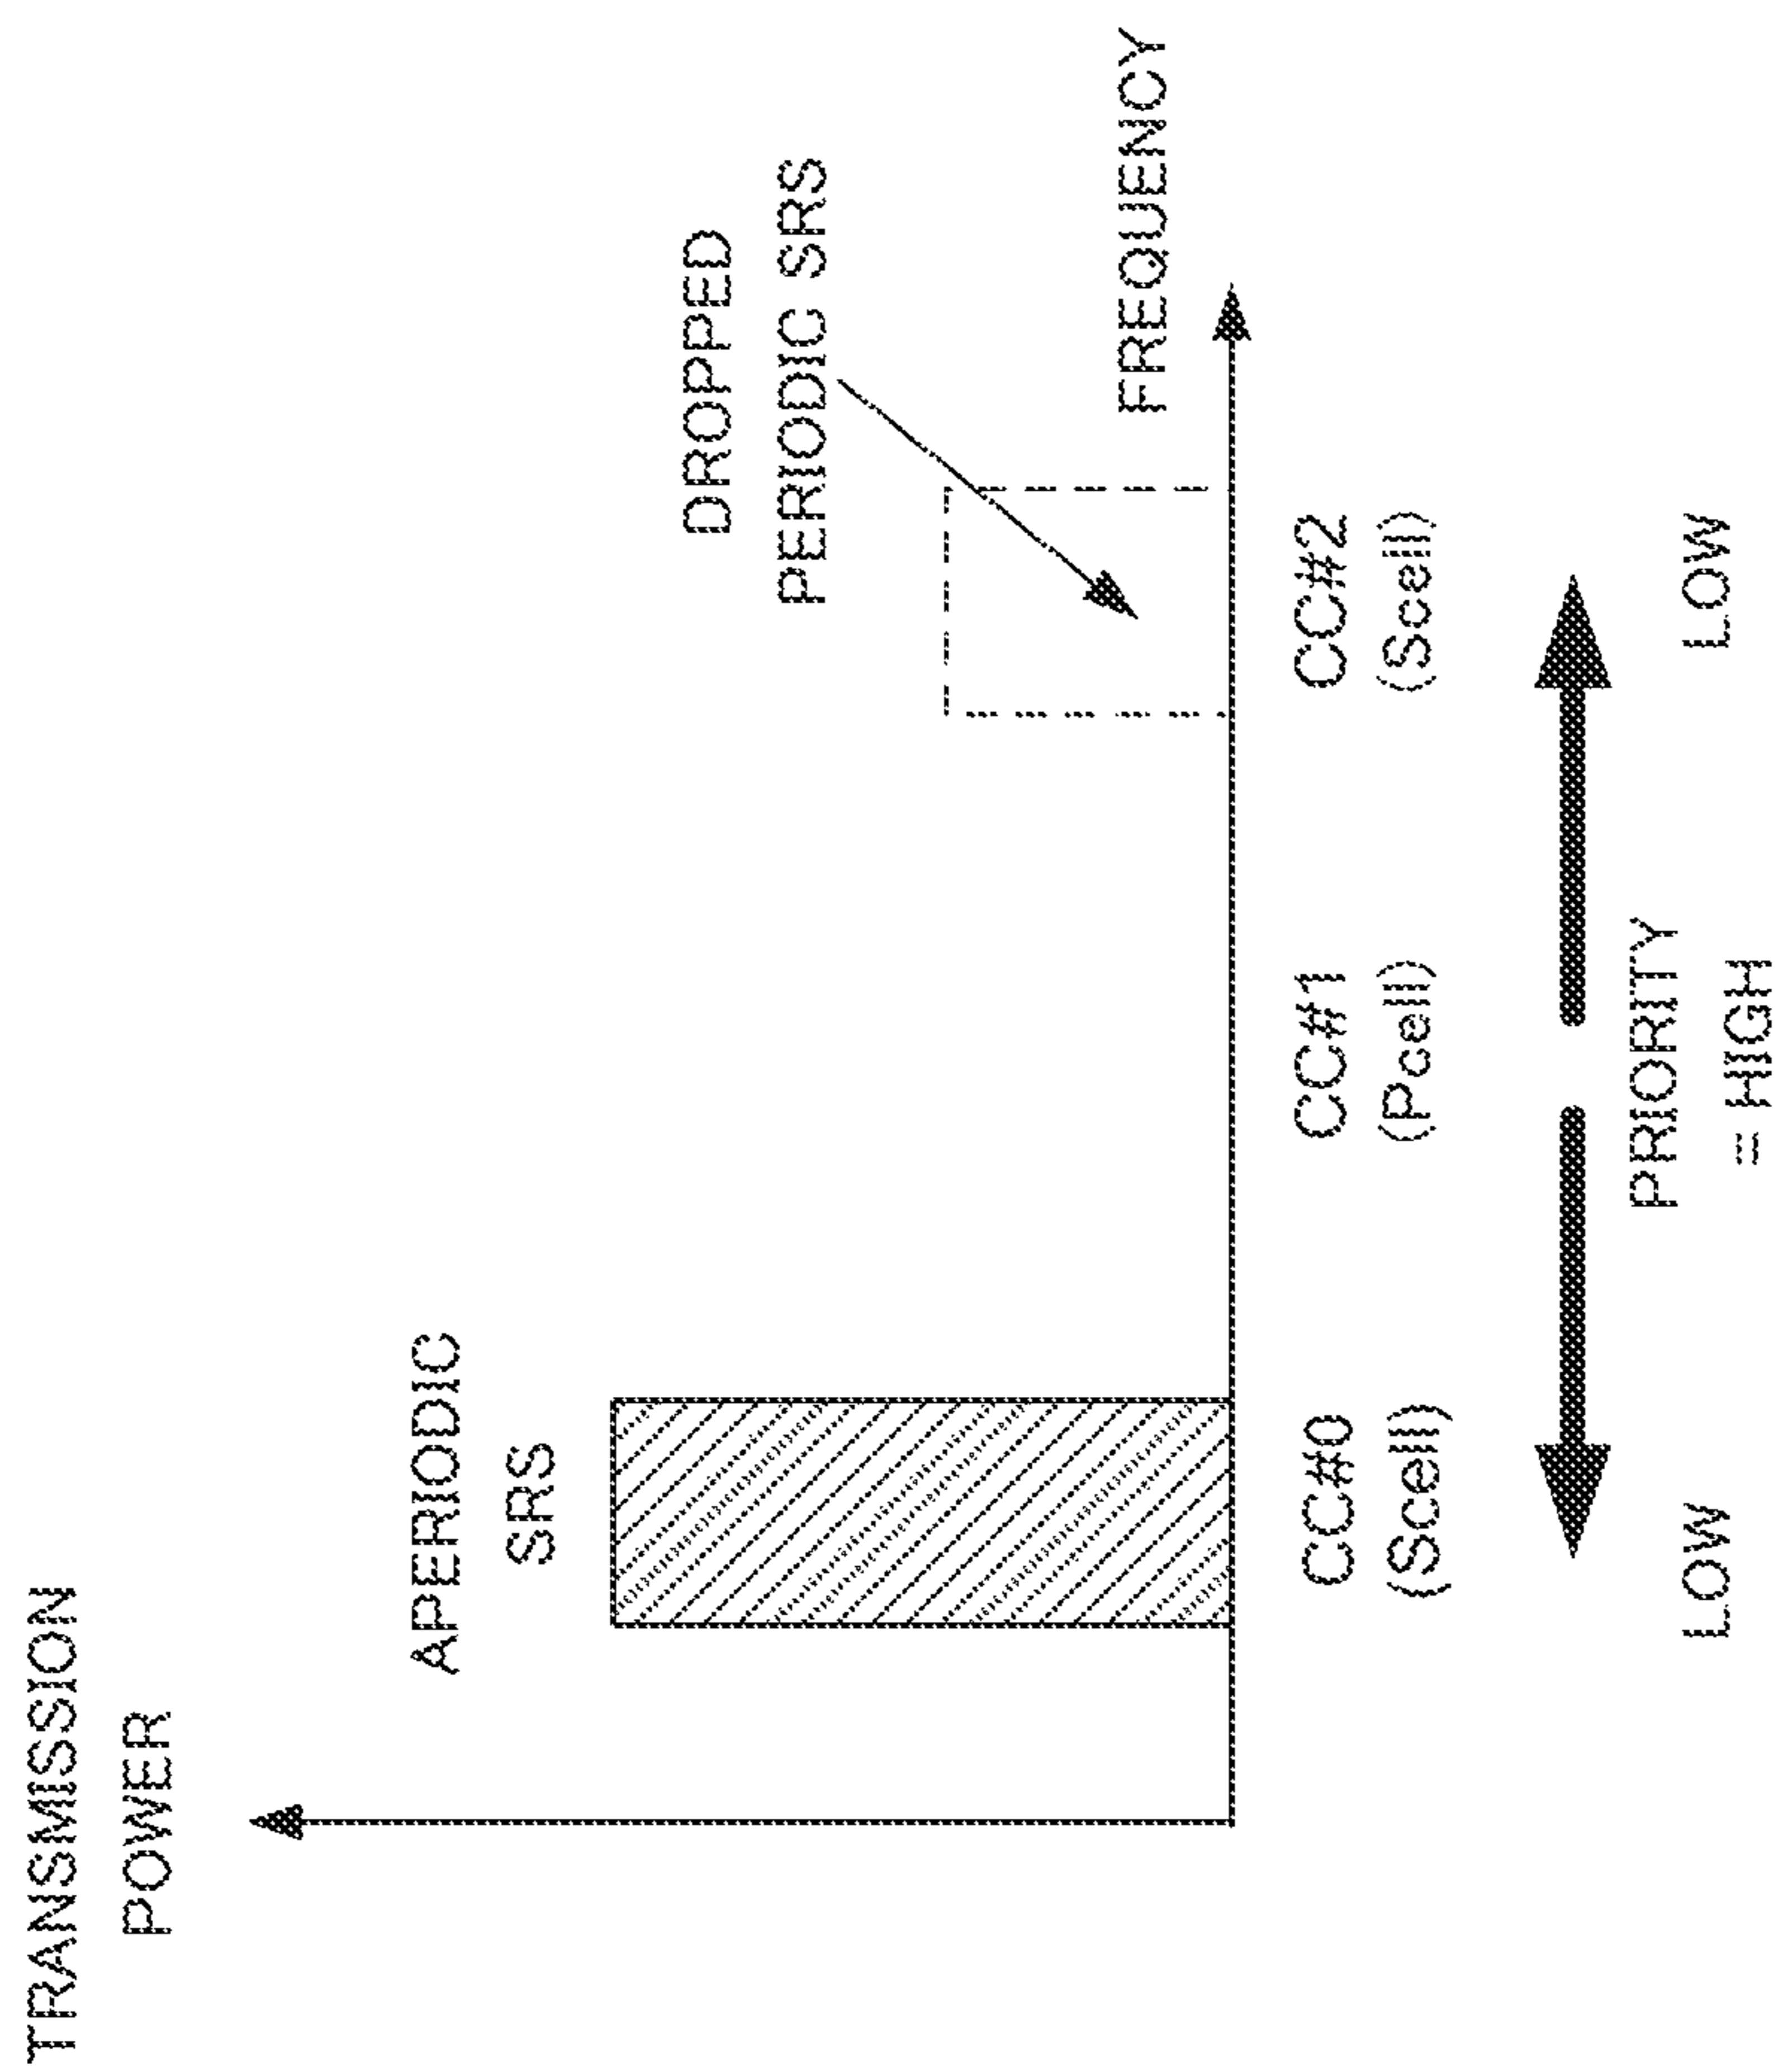 TRANSMISSION
POWER
APERIODIC
SRS
DROPPED
PERIODIC SRS
FREQUENCY
CC#0
(Scell)
CC#1
(Pcell)
CC#2
(Scell)
LOW
PRIORITY
= HIGH
LOW